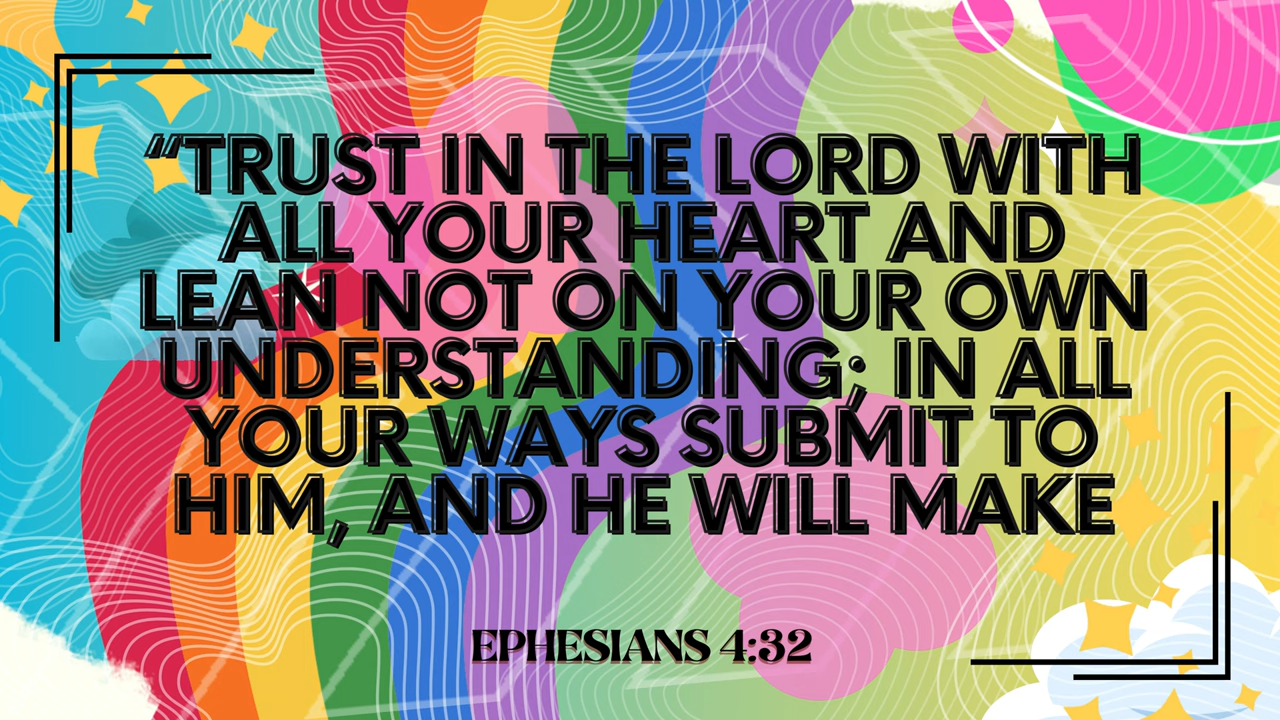 “TRUST IN THE LORD WITH
ALL YOUR HEART AND
LEAN NOT ON YOUR OWN
UNDERSTANDING; IN ALL
YOUR WAYS SUBMIT TO
HIM, AND HE WILL MAKE
EPHESIANS 4:32